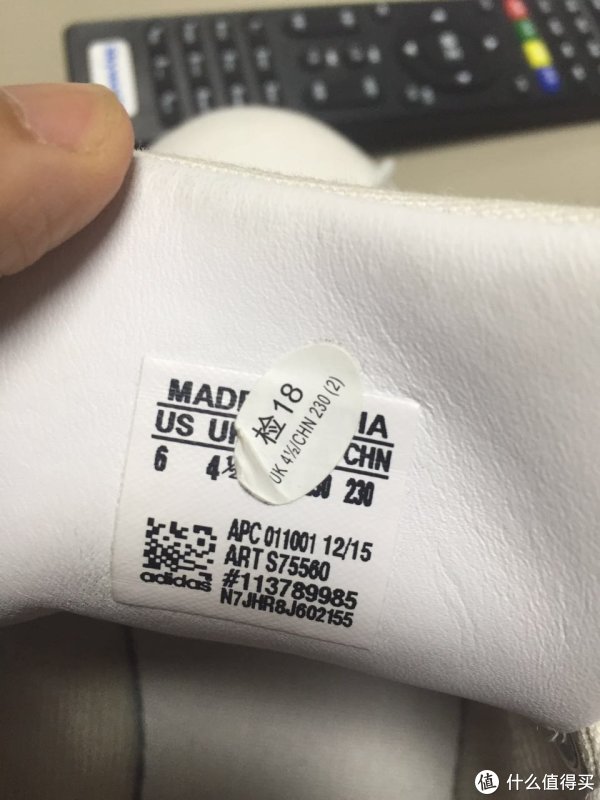 检18
UK 4½/CHN 230 (2)
MAD IA
US UK CHN
6 4½ 230
APC 011001 12/15
ART S75560
adidas
#113789985
N7JHR8J602155
值 什么值得买